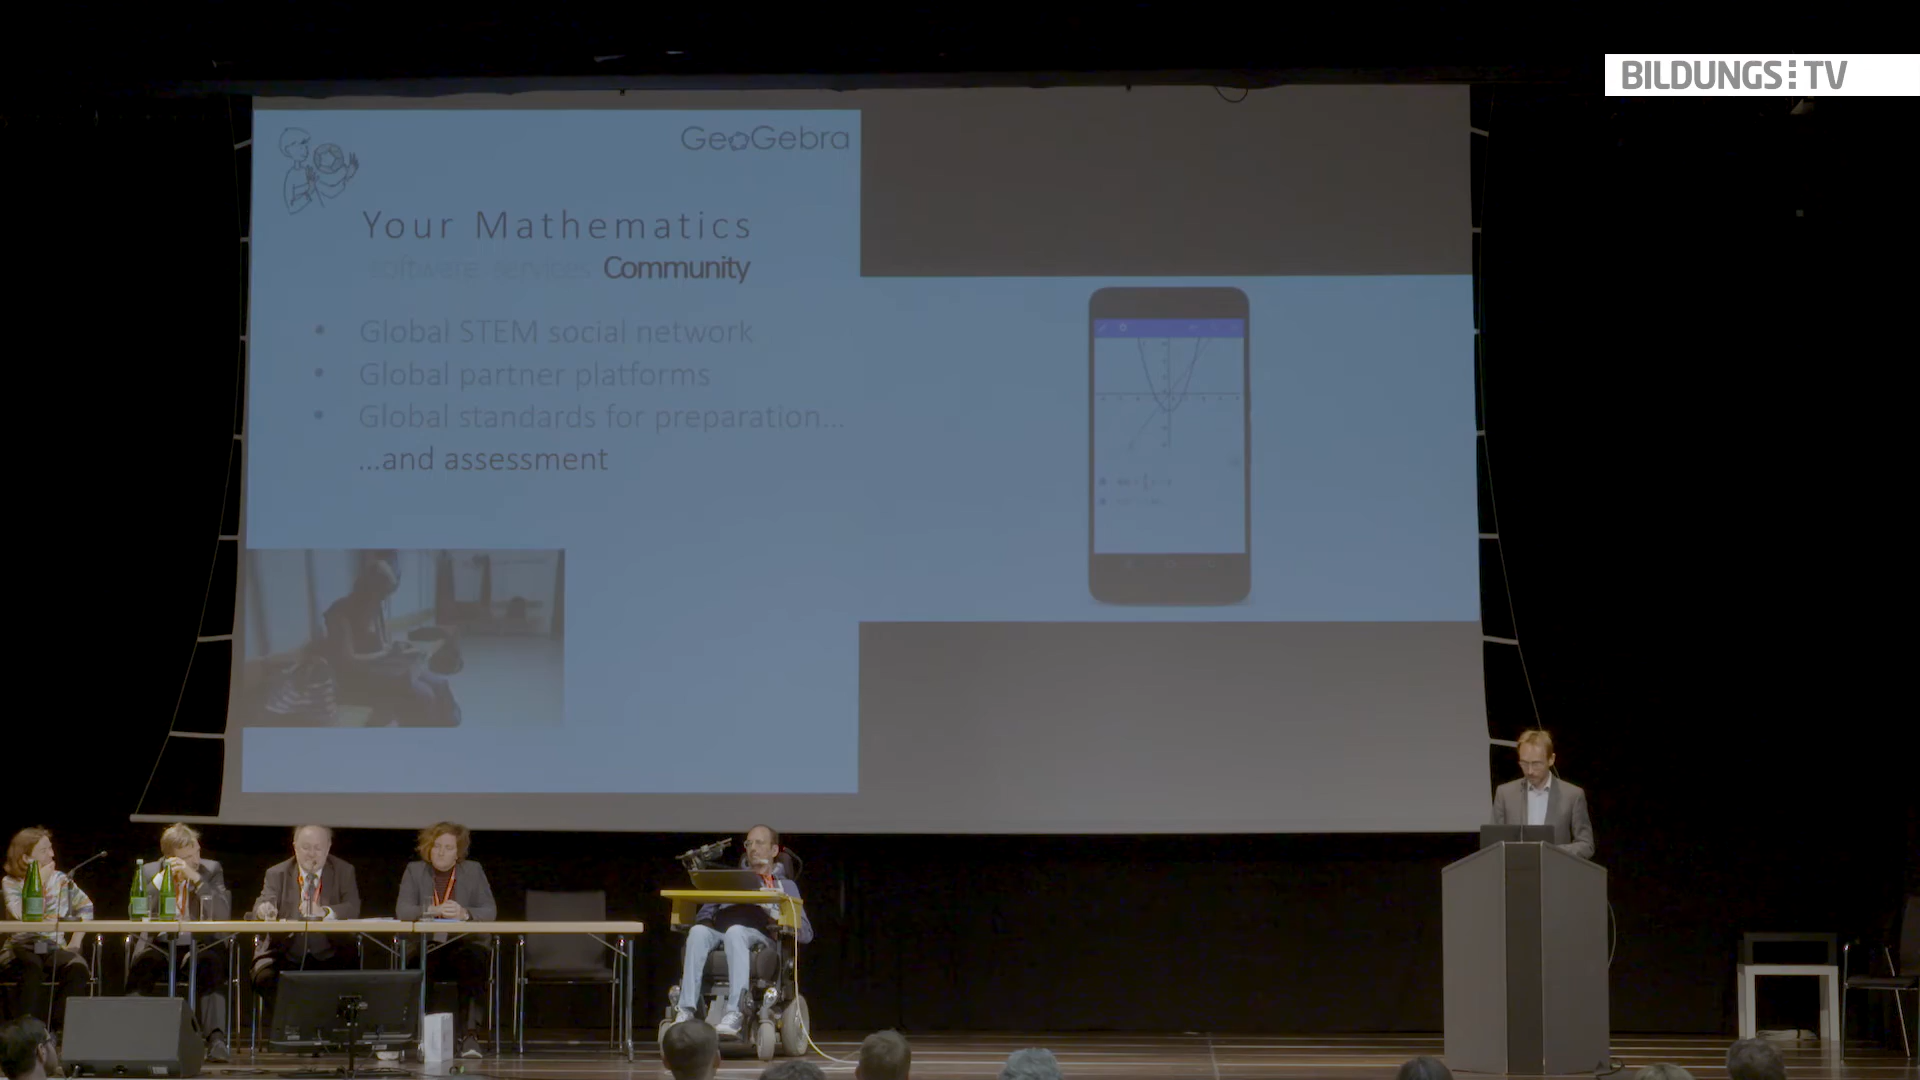 BILDUNGS TV
GeoGebra
Your Mathematics
software services Community
• Global STEM social network
• Global partner platforms
• Global standards for preparation...
...and assessment